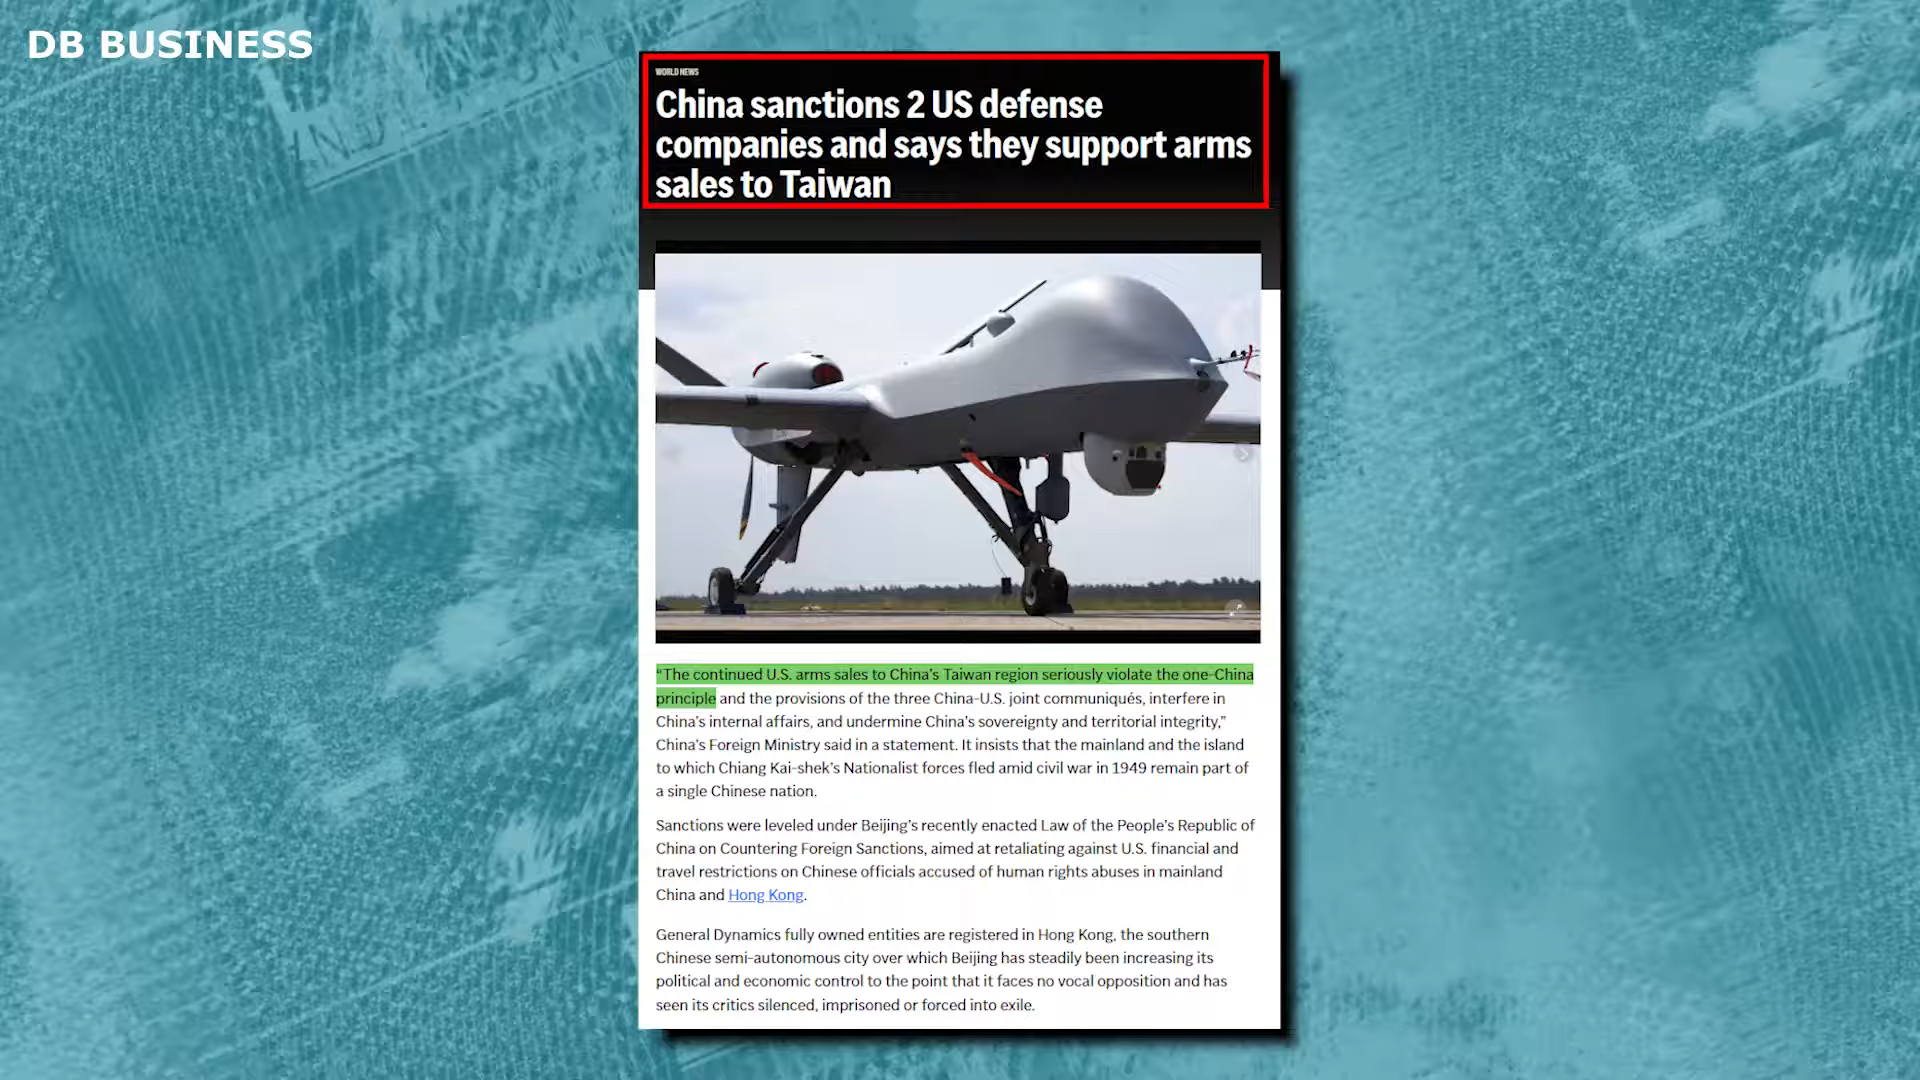 DB BUSINESS
WORLD NEWS
China sanctions 2 US defense
companies and says they support arms
sales to Taiwan
“The continued U.S. arms sales to China’s Taiwan region seriously violate the one-China
principle and the provisions of the three China-U.S. joint communiqués, interfere in
China’s internal affairs, and undermine China’s sovereignty and territorial integrity,”
China’s Foreign Ministry said in a statement. It insists that the mainland and the island
to which Chiang Kai-shek’s Nationalist forces fled amid civil war in 1949 remain part of
a single Chinese nation.
Sanctions were leveled under Beijing’s recently enacted Law of the People’s Republic of
China on Countering Foreign Sanctions, aimed at retaliating against U.S. financial and
travel restrictions on Chinese officials accused of human rights abuses in mainland
China and Hong Kong.
General Dynamics fully owned entities are registered in Hong Kong, the southern
Chinese semi-autonomous city over which Beijing has steadily been increasing its
political and economic control to the point that it faces no vocal opposition and has
seen its critics silenced, imprisoned or forced into exile.